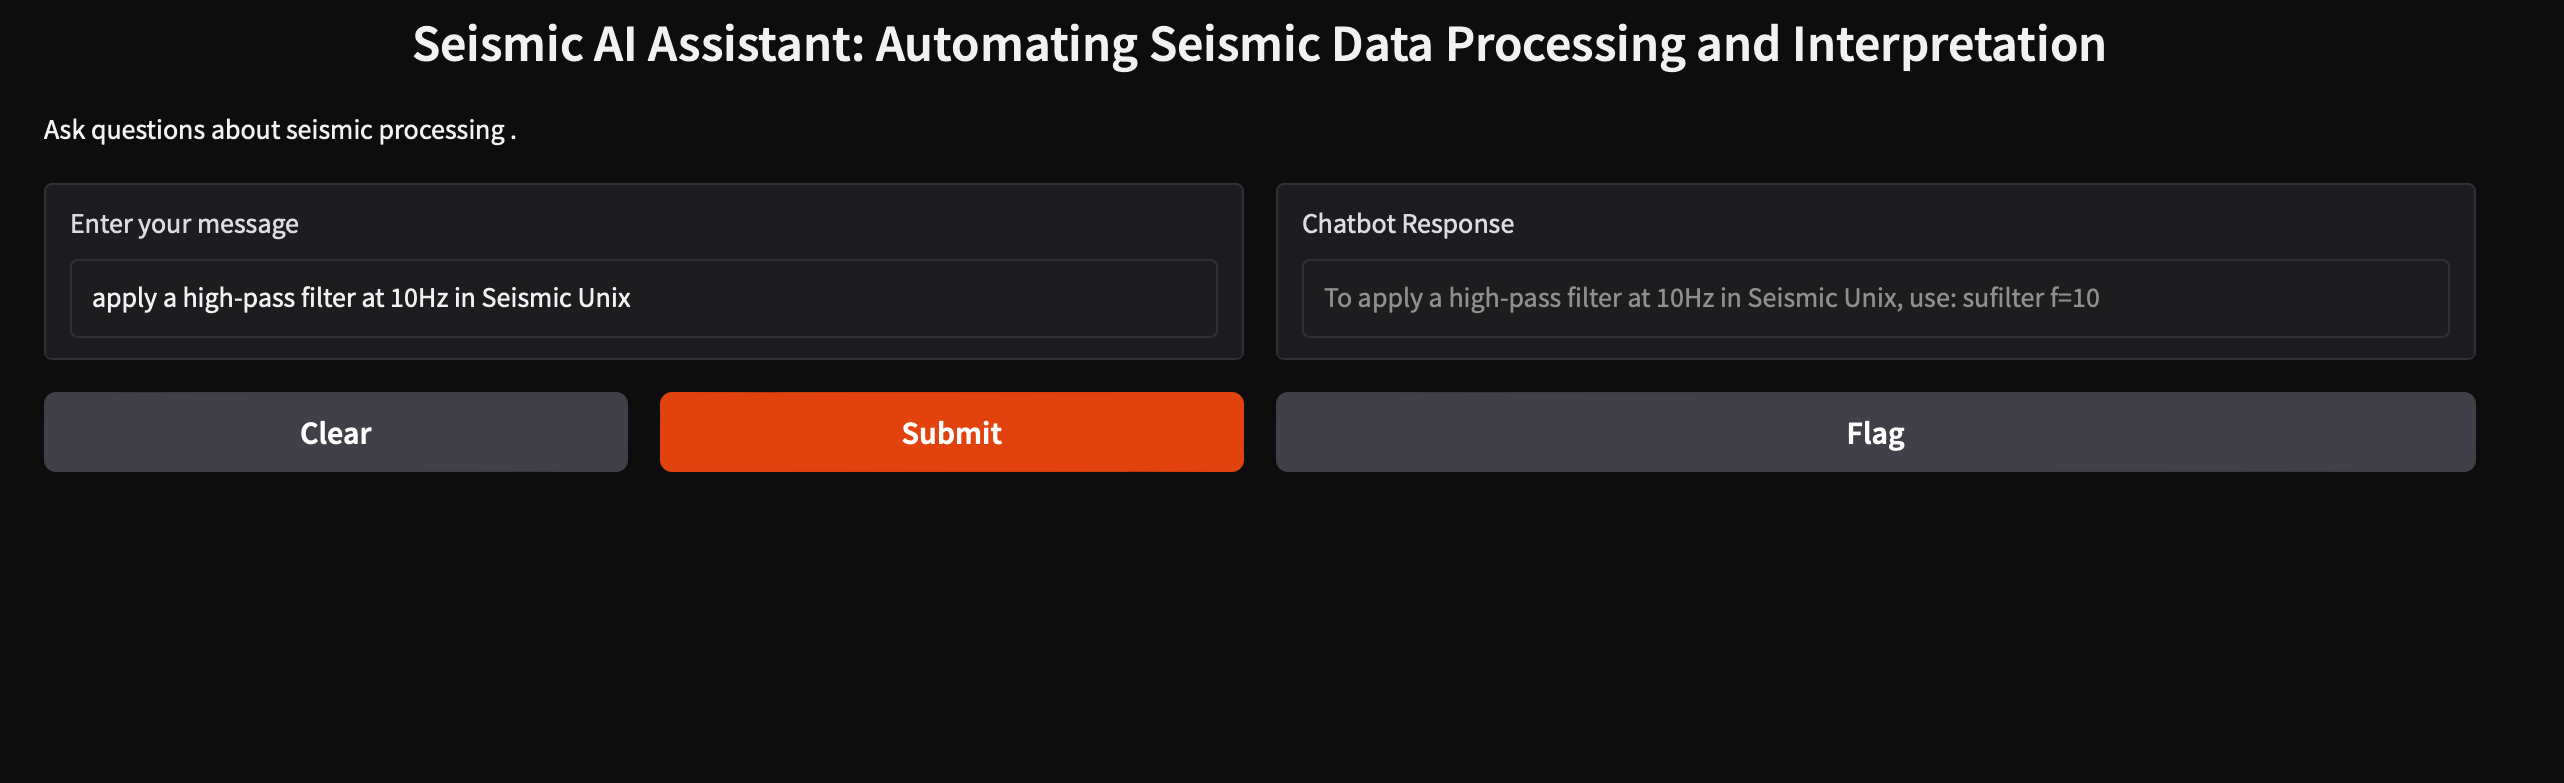 Seismic AI Assistant: Automating Seismic Data Processing and Interpretation
Ask questions about seismic processing .
Enter your message
apply a high-pass filter at 10Hz in Seismic Unix
Chatbot Response
To apply a high-pass filter at 10Hz in Seismic Unix, use: sufilter f=10
Clear
Submit
Flag